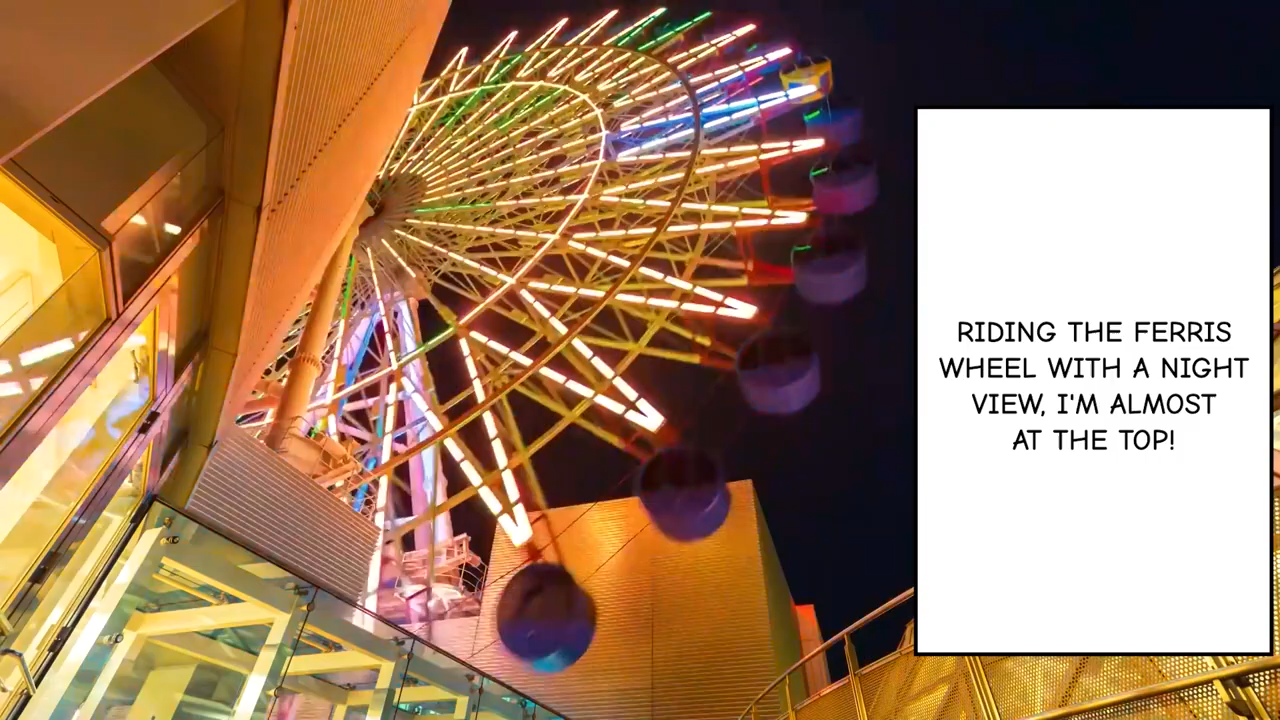 RIDING THE FERRIS
WHEEL WITH A NIGHT
VIEW, I'M ALMOST
AT THE TOP!